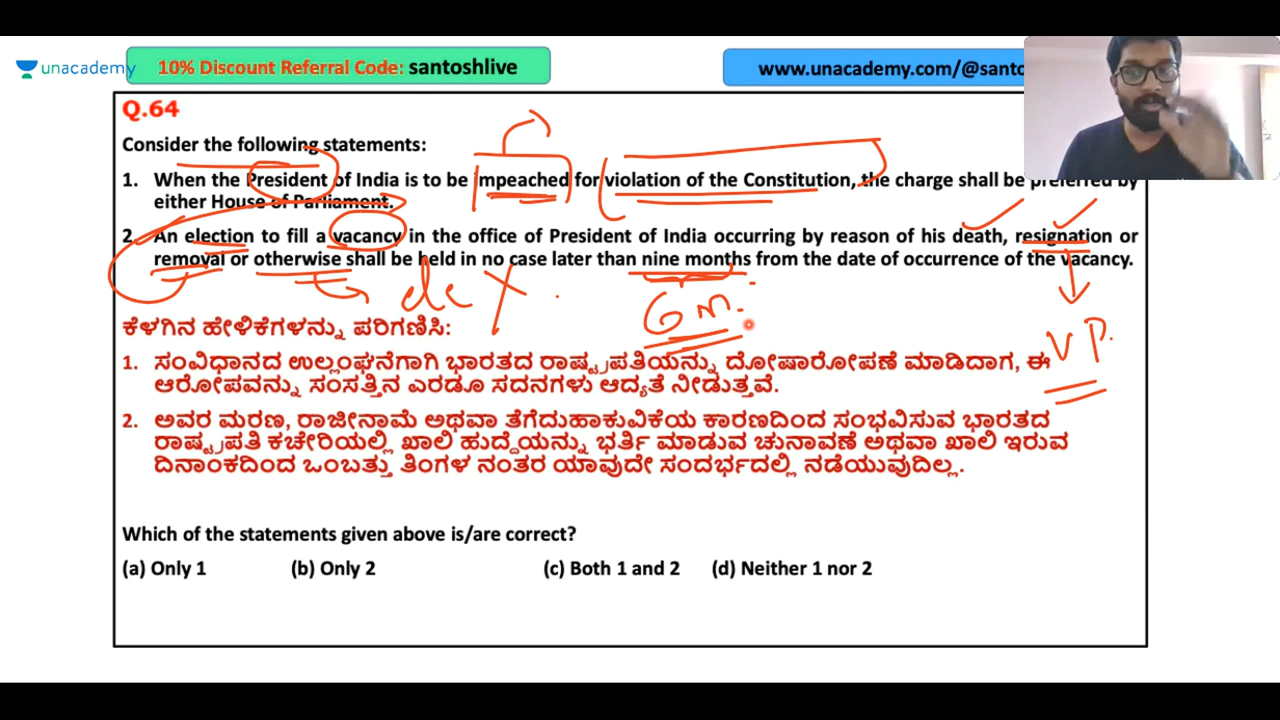 unacademy
10% Discount Referral Code: santoshlive
www.unacademy.com/@santo
Q.64
Consider the following statements:
1. When the President of India is to be impeached for violation of the Constitution, the charge shall be preferred by
either House of Parliament.
2. An election to fill a vacancy in the office of President of India occurring by reason of his death, resignation or
removal or otherwise shall be held in no case later than nine months from the date of occurrence of the vacancy.
6 m.
V P.
ಕೆಳಗಿನ ಹೇಳಿಕೆಗಳನ್ನು ಪರಿಗಣಿಸಿ:
1. ಸಂವಿಧಾನದ ಉಲ್ಲಂಘನೆಗಾಗಿ ಭಾರತದ ರಾಷ್ಟ್ರಪತಿಯನ್ನು ದೋಷಾರೋಪಣೆ ಮಾಡಿದಾಗ, ಈ
ಆರೋಪವನ್ನು ಸಂಸತ್ತಿನ ಎರಡೂ ಸದನಗಳು ಆದ್ಯತೆ ನೀಡುತ್ತವೆ.
2. ಅವರ ಮರಣ, ರಾಜೀನಾಮೆ ಅಥವಾ ತೆಗೆದುಹಾಕುವಿಕೆಯ ಕಾರಣದಿಂದ ಸಂಭವಿಸುವ ಭಾರತದ
ರಾಷ್ಟ್ರಪತಿ ಕಚೇರಿಯಲ್ಲಿ ಖಾಲಿ ಹುದ್ದೆಯನ್ನು ಭರ್ತಿ ಮಾಡುವ ಚುನಾವಣೆ ಅಥವಾ ಖಾಲಿ ಇರುವ
ದಿನಾಂಕದಿಂದ ಒಂಬತ್ತು ತಿಂಗಳ ನಂತರ ಯಾವುದೇ ಸಂದರ್ಭದಲ್ಲಿ ನಡೆಯುವುದಿಲ್ಲ.
Which of the statements given above is/are correct?
(a) Only 1 (b) Only 2 (c) Both 1 and 2 (d) Neither 1 nor 2